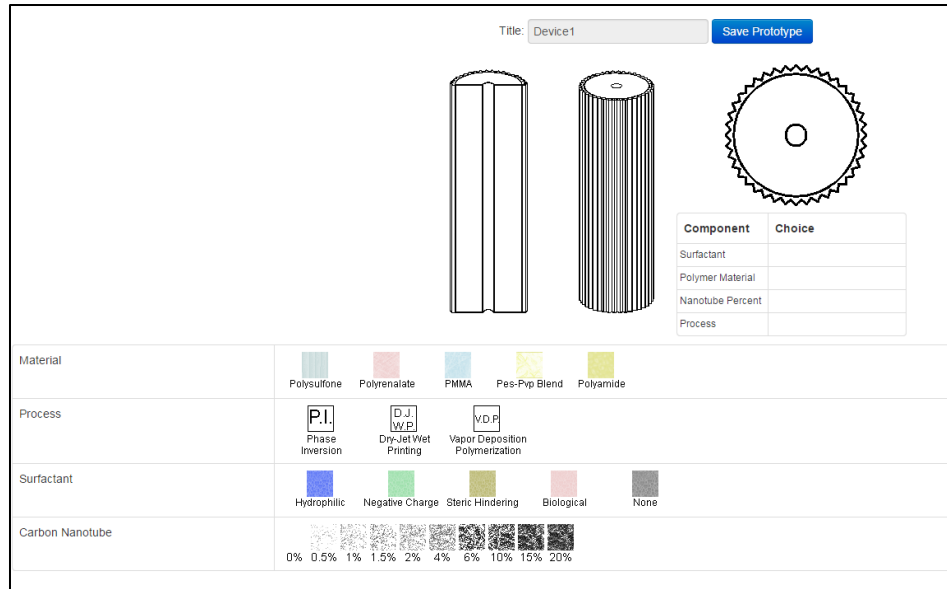 Title: Device1 Save Prototype
Component Choice
Surfactant
Polymer Material
Nanotube Percent
Process
Material
Polysulfone Polyrenalate PMMA Pes-Pvp Blend Polyamide
Process
P.I. D.J. W.P. V.D.P.
Phase Inversion Dry-Jet Wet Printing Vapor Deposition Polymerization
Surfactant
Hydrophilic Negative Charge Steric Hindering Biological None
Carbon Nanotube
0% 0.5% 1% 1.5% 2% 4% 6% 10% 15% 20%